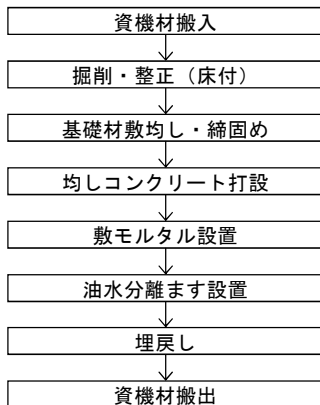 資機材搬入
掘削・整正（床付）
基礎材敷均し・締固め
均しコンクリート打設
敷モルタル設置
油水分離ます設置
埋戻し
資機材搬出